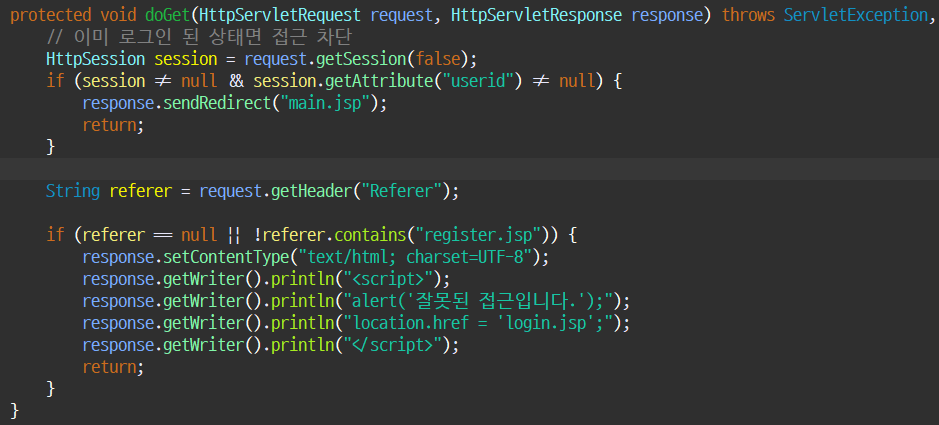 protected void doGet(HttpServletRequest request, HttpServletResponse response) throws ServletException,
// 이미 로그인 된 상태면 접근 차단
HttpSession session = request.getSession(false);
if (session != null && session.getAttribute("userid") != null) {
response.sendRedirect("main.jsp");
return;
}
String referer = request.getHeader("Referer");
if (referer == null || !referer.contains("register.jsp")) {
response.setContentType("text/html; charset=UTF-8");
response.getWriter().println("<script>");
response.getWriter().println("alert('잘못된 접근입니다.');");
response.getWriter().println("location.href = 'login.jsp';");
response.getWriter().println("</script>");
return;
}
}